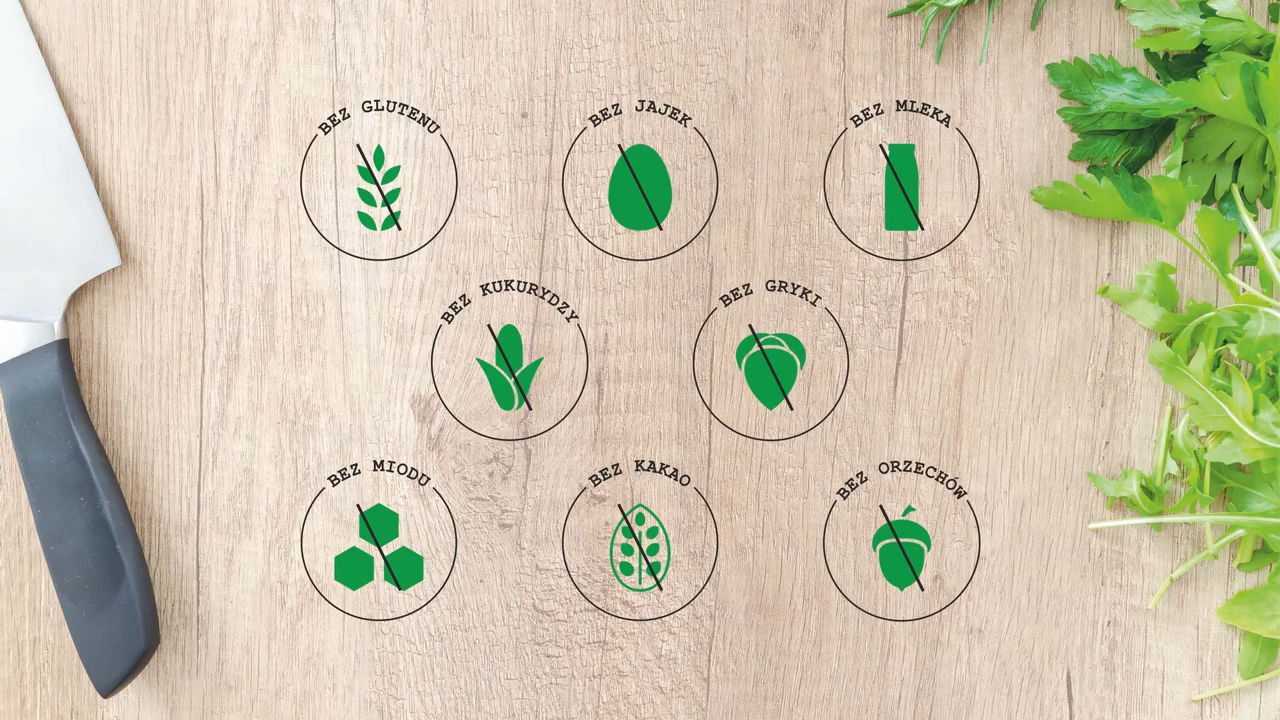 BEZ GLUTENU
BEZ JAJEK
BEZ MLEKA
BEZ KUKURYDZY
BEZ GRYKI
BEZ MIODU
BEZ KAKAO
BEZ ORZECHÓW